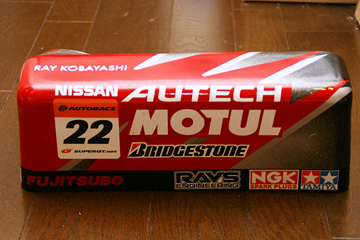 RAY KOBAYASHI
NISSAN AUTECH
AUTOBACS
22
SUPERGT.net
MOTUL
BRIDGESTONE
FUJITSUBO
RAYS
ENGINEERING
NGK
SPARK PLUGS
TAMIYA